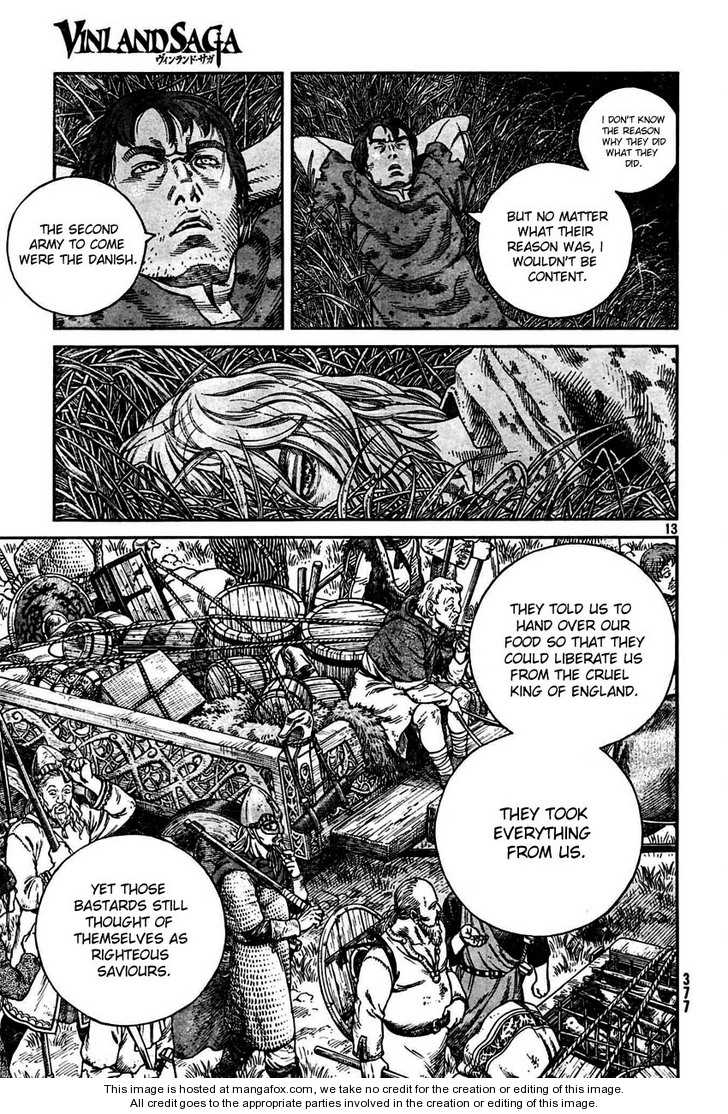 VINLAND SAGA
ヴィンランド・サガ
I DON'T KNOW
THE REASON
WHY THEY DID
WHAT THEY
DID.
BUT NO MATTER
WHAT THEIR
REASON WAS, I
WOULDN'T BE
CONTENT.
THE SECOND
ARMY TO COME
WERE THE DANISH.
13
THEY TOLD US TO
HAND OVER OUR
FOOD SO THAT THEY
COULD LIBERATE US
FROM THE CRUEL
KING OF ENGLAND.
THEY TOOK
EVERYTHING
FROM US.
YET THOSE
BASTARDS STILL
THOUGHT OF
THEMSELVES AS
RIGHTEOUS
SAVIOURS.
377
This image is hosted at mangafox.com, we take no credit for the creation or editing of this image.
All credit goes to the appropriate parties involved in the creation or editing of this image.